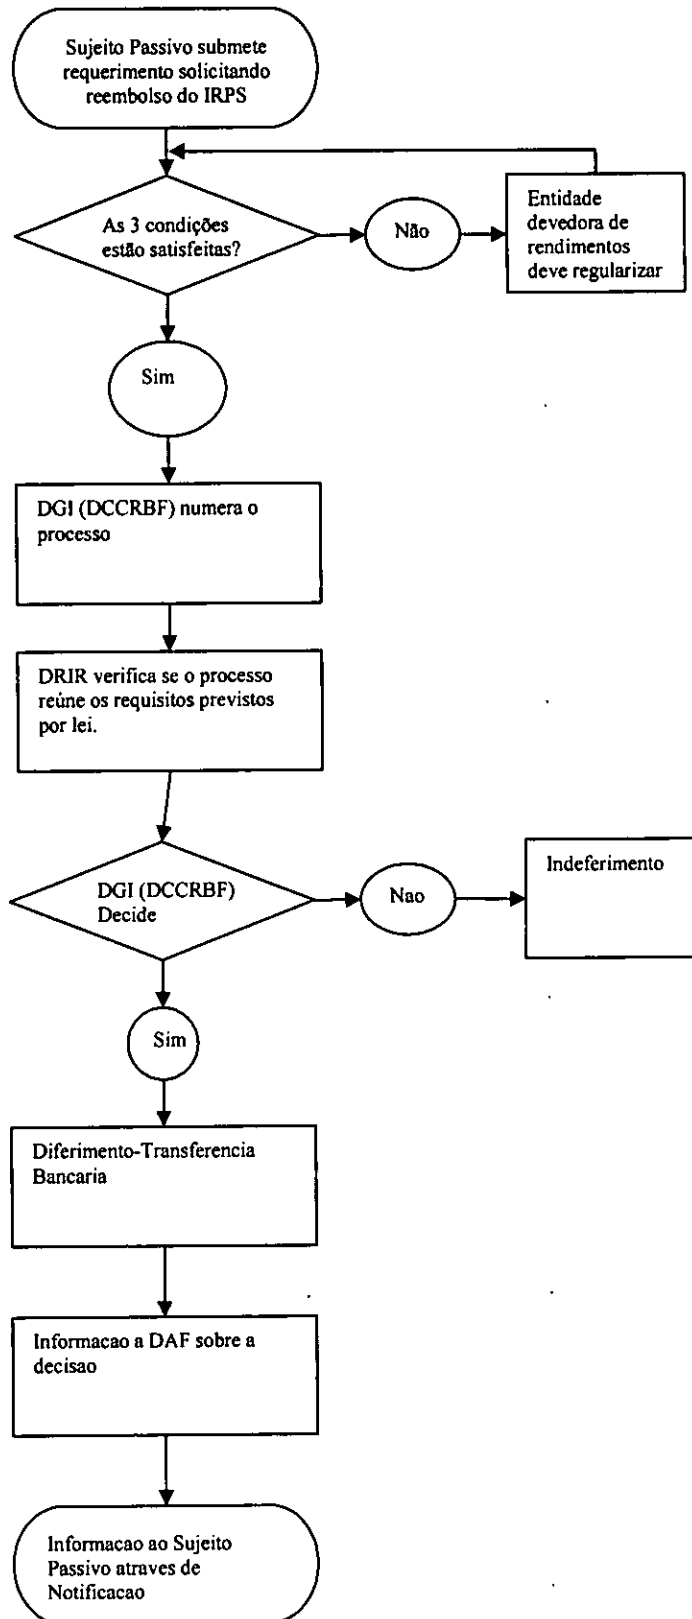 Sujeito Passivo submete
requerimento solicitando
reembolso do IRPS
As 3 condições
estão satisfeitas?
Não
Entidade
devedora de
rendimentos
deve regularizar
Sim
DGI (DCCRBF) numera o
processo
DRIR verifica se o processo
reúne os requisitos previstos
por lei.
DGI (DCCRBF)
Decide
Nao
Indeferimento
Sim
Diferimento-Transferencia
Bancaria
Informacao a DAF sobre a
decisao
Informacao ao Sujeito
Passivo atraves de
Notificacao